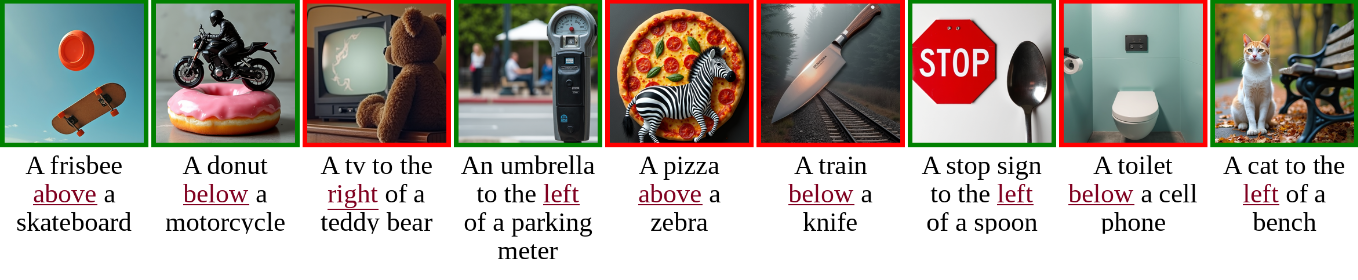 STOP
A frisbee
above a
skateboard
A donut
below a
motorcycle
A tv to the
right of a
teddy bear
An umbrella
to the left
of a parking
meter
A pizza
above a
zebra
A train
below a
knife
A stop sign
to the left
of a spoon
A toilet
below a cell
phone
A cat to the
left of a
bench